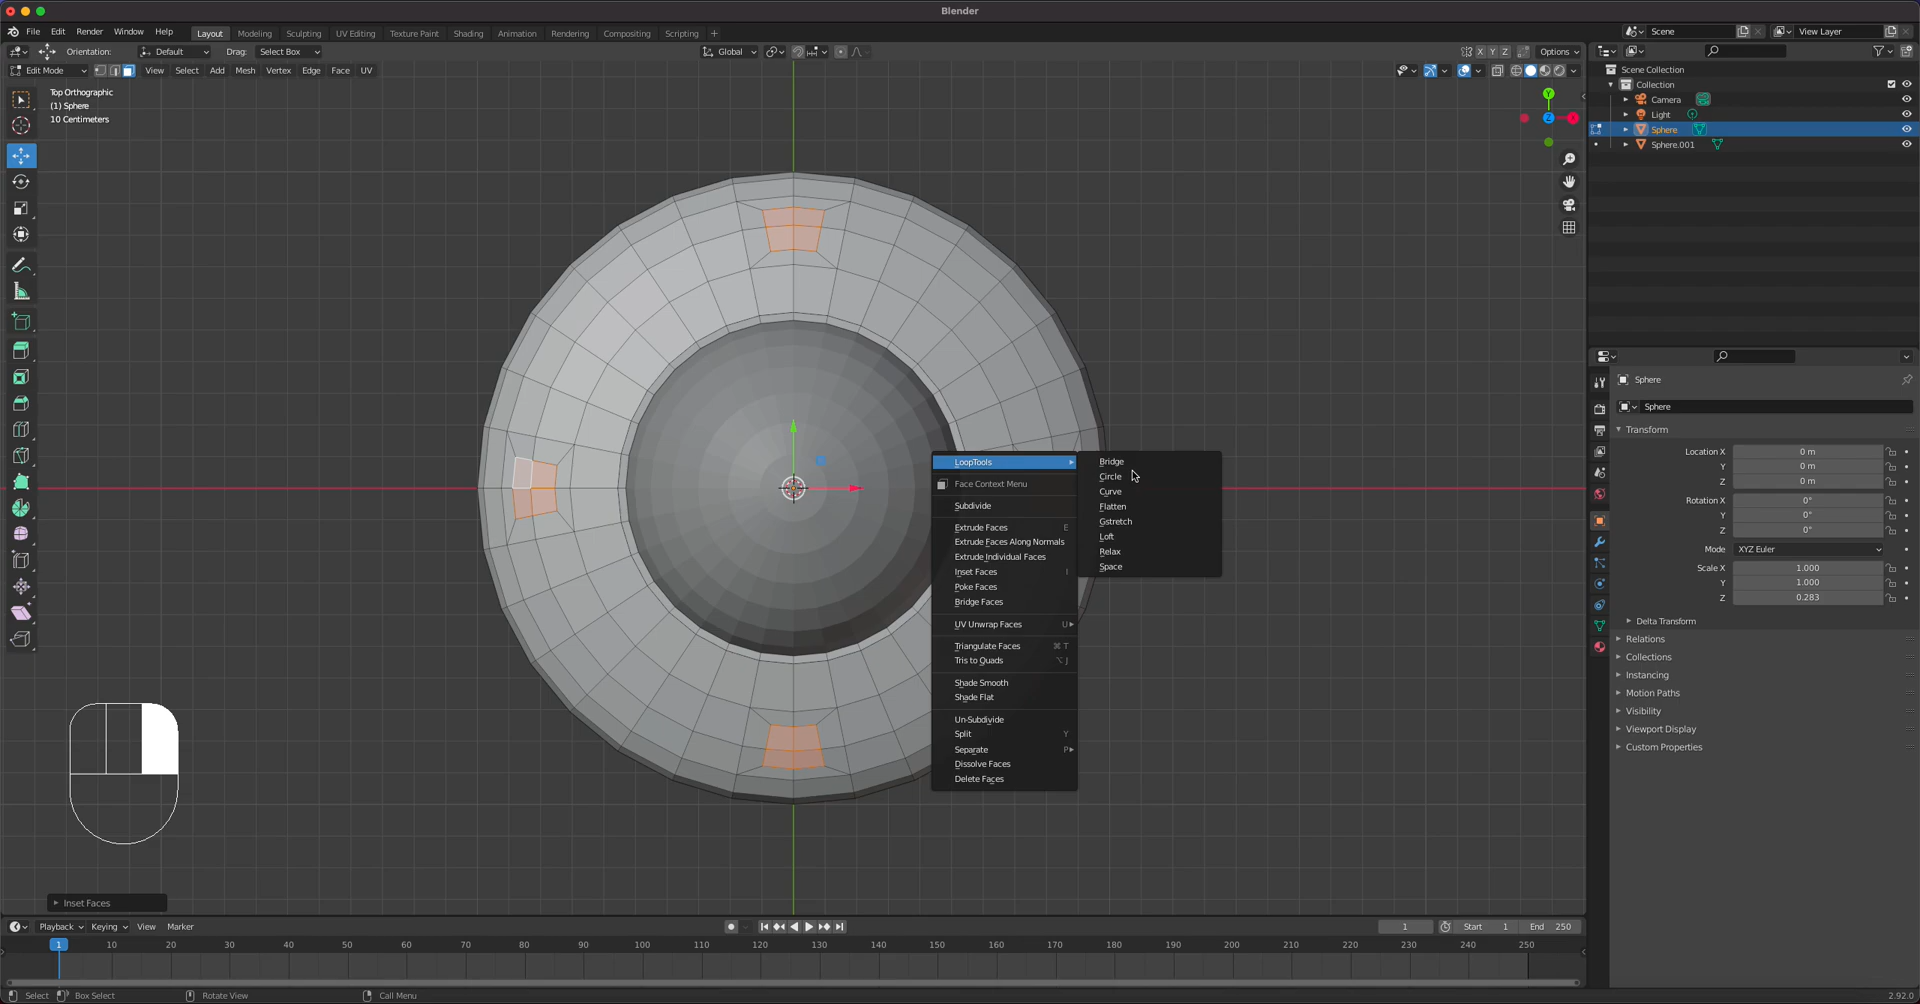 Blender
File Edit Render Window Help Layout Modeling Sculpting UV Editing Texture Paint Shading Animation Rendering Compositing Scripting + Scene View Layer
Orientation: Default Drag: Select Box Global X Y Z Options
Edit Mode View Select Add Mesh Vertex Edge Face UV
Top Orthographic
(1) Sphere
10 Centimeters
Y
Z
X
Scene Collection
Collection
Camera
Light
Sphere
Sphere.001
LoopTools
Face Context Menu
Subdivide
Extrude Faces E
Extrude Faces Along Normals
Extrude Individual Faces
Inset Faces I
Poke Faces
Bridge Faces
UV Unwrap Faces U
Triangulate Faces ⌘ T
Tris to Quads ⌥ J
Shade Smooth
Shade Flat
Un-Subdivide
Split Y
Separate P
Dissolve Faces
Delete Faces
Bridge
Circle
Curve
Flatten
Gstretch
Loft
Relax
Space
Sphere
Sphere
Transform
Location X 0 m
Y 0 m
Z 0 m
Rotation X 0°
Y 0°
Z 0°
Mode XYZ Euler
Scale X 1.000
Y 1.000
Z 0.283
Delta Transform
Relations
Collections
Instancing
Motion Paths
Visibility
Viewport Display
Custom Properties
Inset Faces
Playback Keying View Marker 1 Start 1 End 250
1 10 20 30 40 50 60 70 80 90 100 110 120 130 140 150 160 170 180 190 200 210 220 230 240 250
Select Box Select Rotate View Call Menu 2.92.0